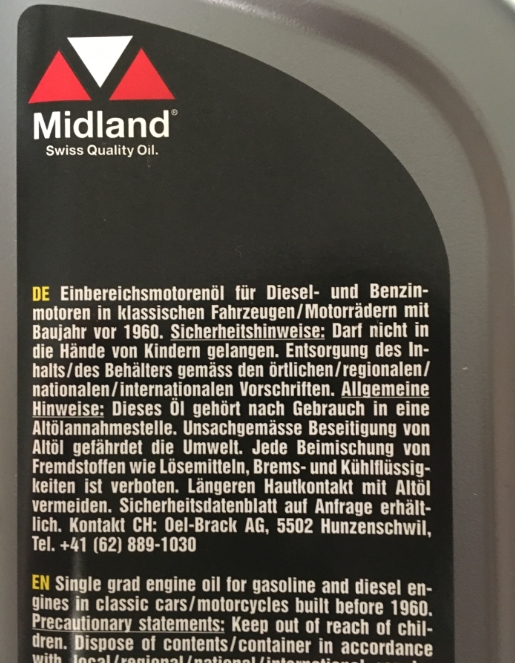 Midland®
Swiss Quality Oil.
DE Einbereichsmotorenöl für Diesel- und Benzin-
motoren in klassischen Fahrzeugen/Motorrädern mit
Baujahr vor 1960. Sicherheitshinweise: Darf nicht in
die Hände von Kindern gelangen. Entsorgung des In-
halts/des Behälters gemäss den örtlichen/regionalen/
nationalen/internationalen Vorschriften. Allgemeine
Hinweise: Dieses Öl gehört nach Gebrauch in eine
Altölannahmestelle. Unsachgemässe Beseitigung von
Altöl gefährdet die Umwelt. Jede Beimischung von
Fremdstoffen wie Lösemitteln, Brems- und Kühlflüssig-
keiten ist verboten. Längeren Hautkontakt mit Altöl
vermeiden. Sicherheitsdatenblatt auf Anfrage erhält-
lich. Kontakt CH: Oel-Brack AG, 5502 Hunzenschwil,
Tel. +41 (62) 889-1030
EN Single grad engine oil for gasoline and diesel en-
gines in classic cars/motorcycles built before 1960.
Precautionary statements: Keep out of reach of chil-
dren. Dispose of contents/container in accordance
with local/regional/national/international